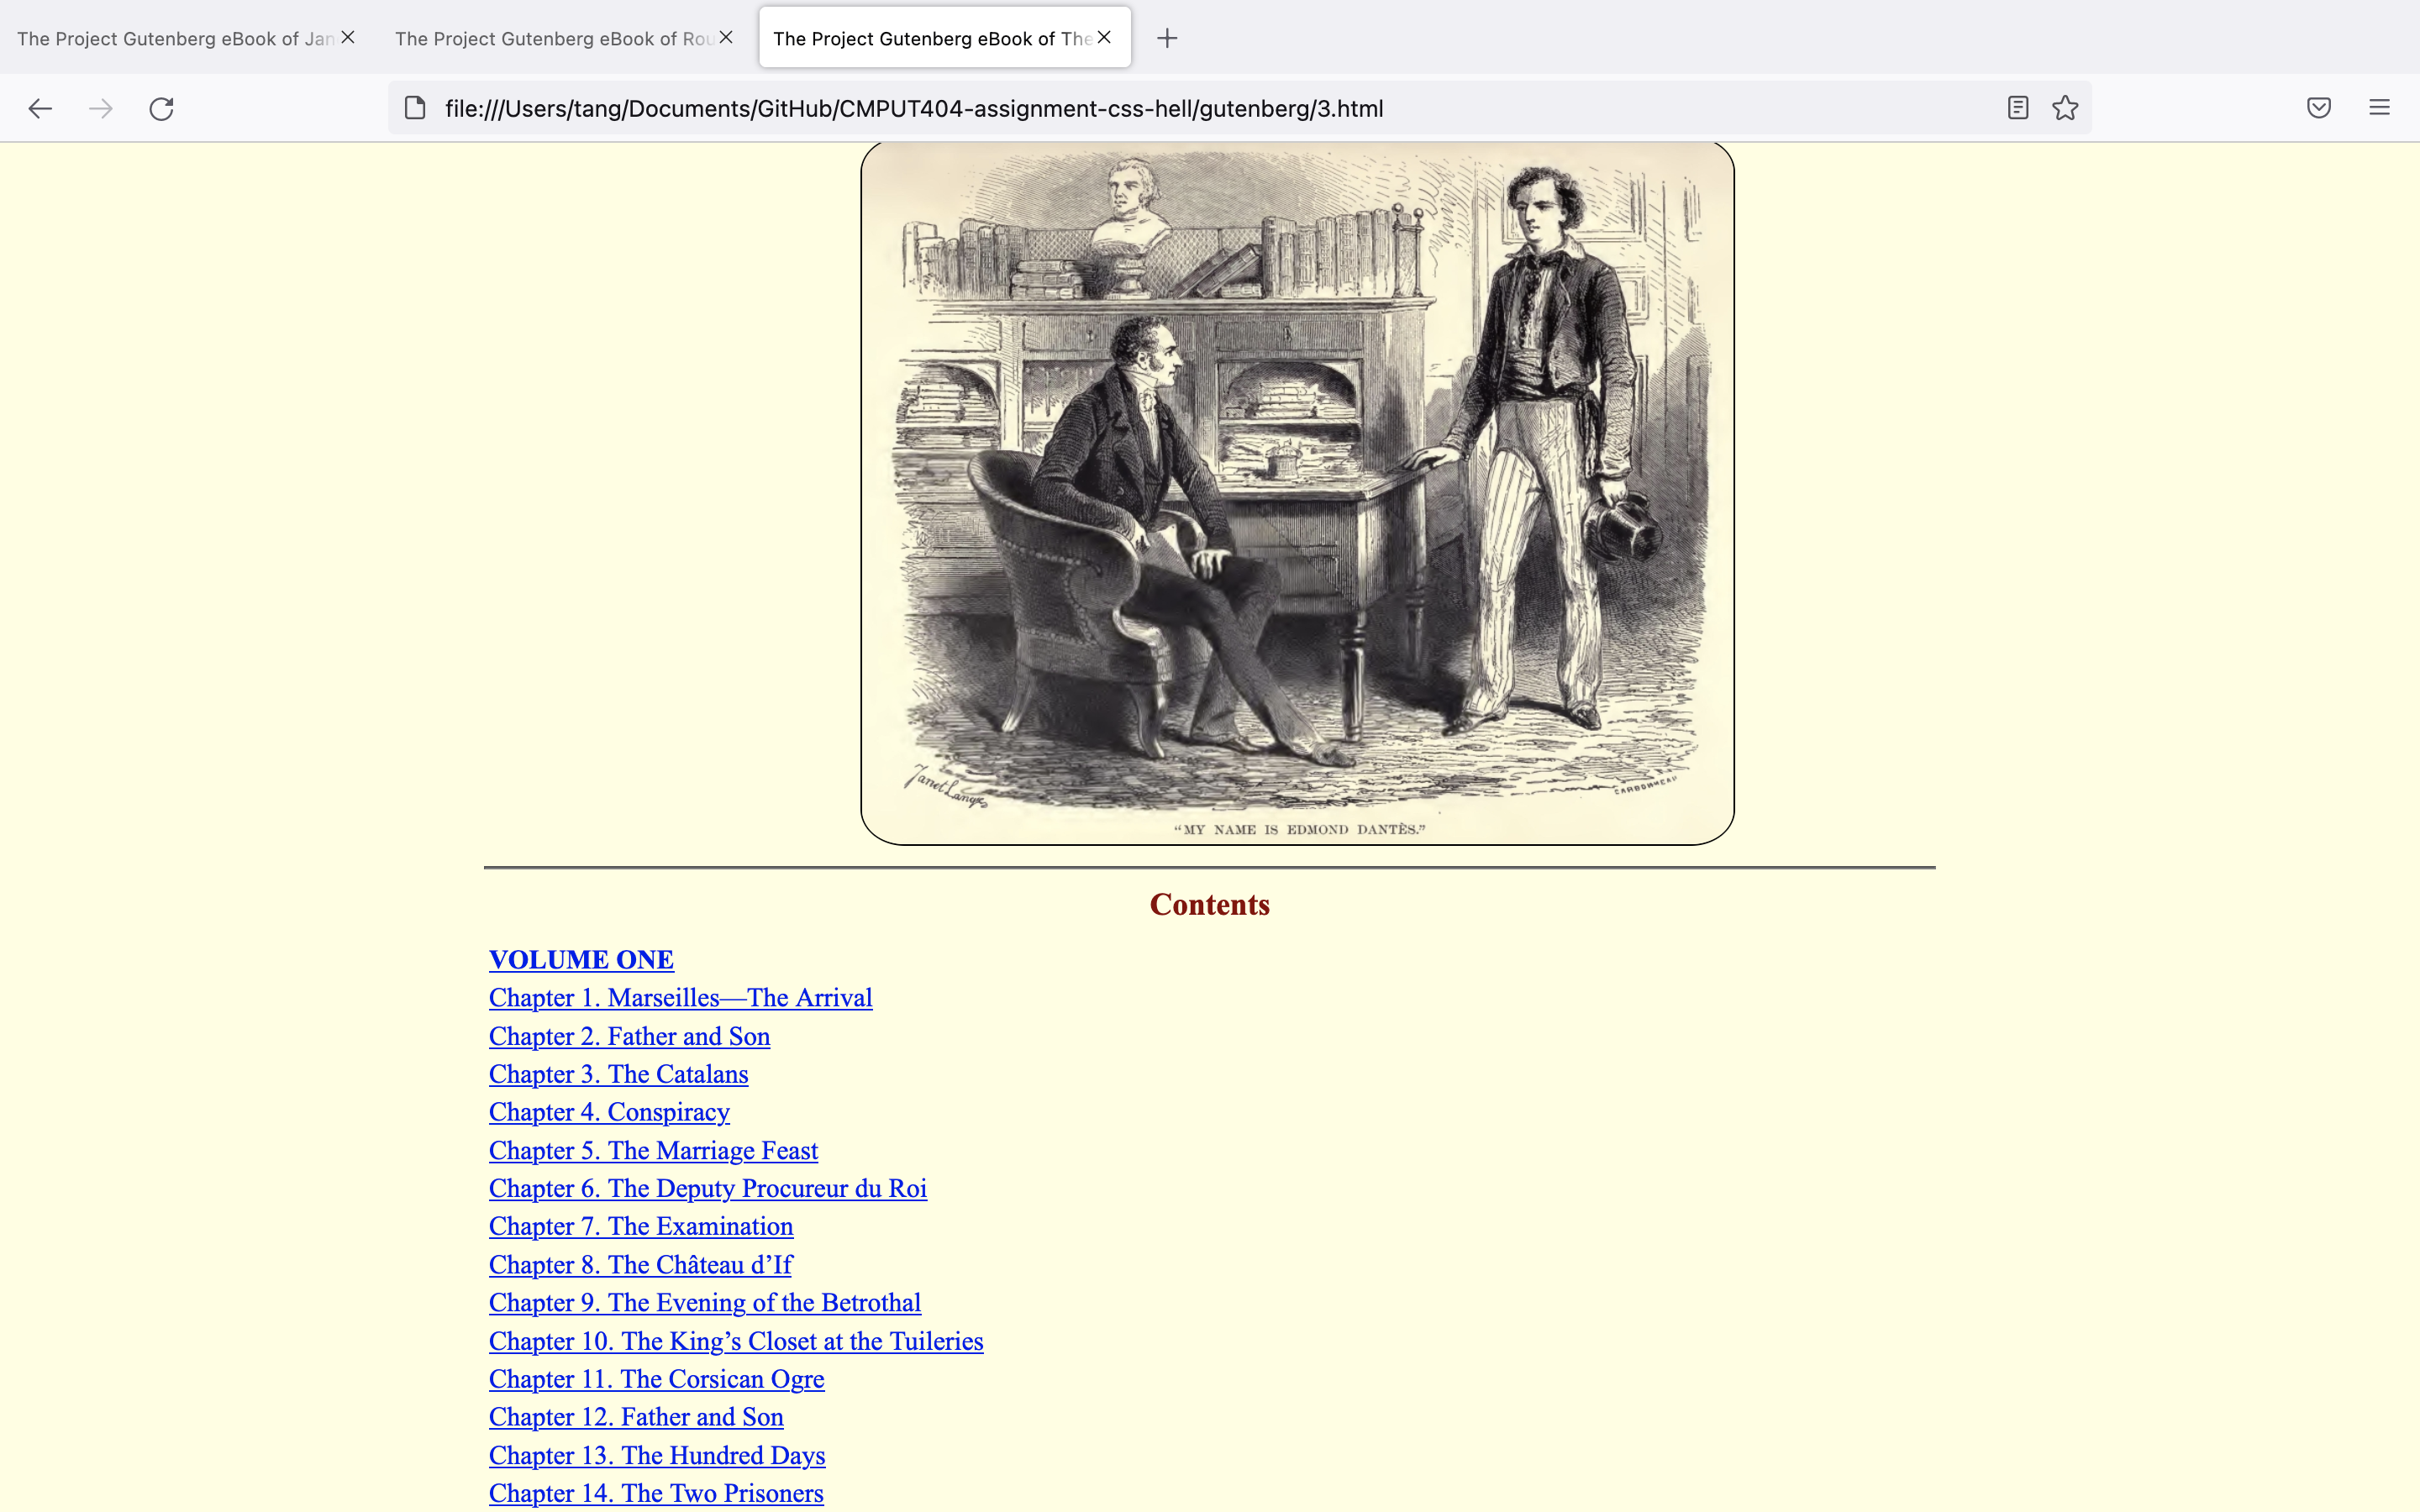 The Project Gutenberg eBook of Jan
The Project Gutenberg eBook of Rou
The Project Gutenberg eBook of The
file:///Users/tang/Documents/GitHub/CMPUT404-assignment-css-hell/gutenberg/3.html
Janet Lange
“MY NAME IS EDMOND DANTÈS.”
Contents
VOLUME ONE
Chapter 1. Marseilles—The Arrival
Chapter 2. Father and Son
Chapter 3. The Catalans
Chapter 4. Conspiracy
Chapter 5. The Marriage Feast
Chapter 6. The Deputy Procureur du Roi
Chapter 7. The Examination
Chapter 8. The Château d’If
Chapter 9. The Evening of the Betrothal
Chapter 10. The King’s Closet at the Tuileries
Chapter 11. The Corsican Ogre
Chapter 12. Father and Son
Chapter 13. The Hundred Days
Chapter 14. The Two Prisoners